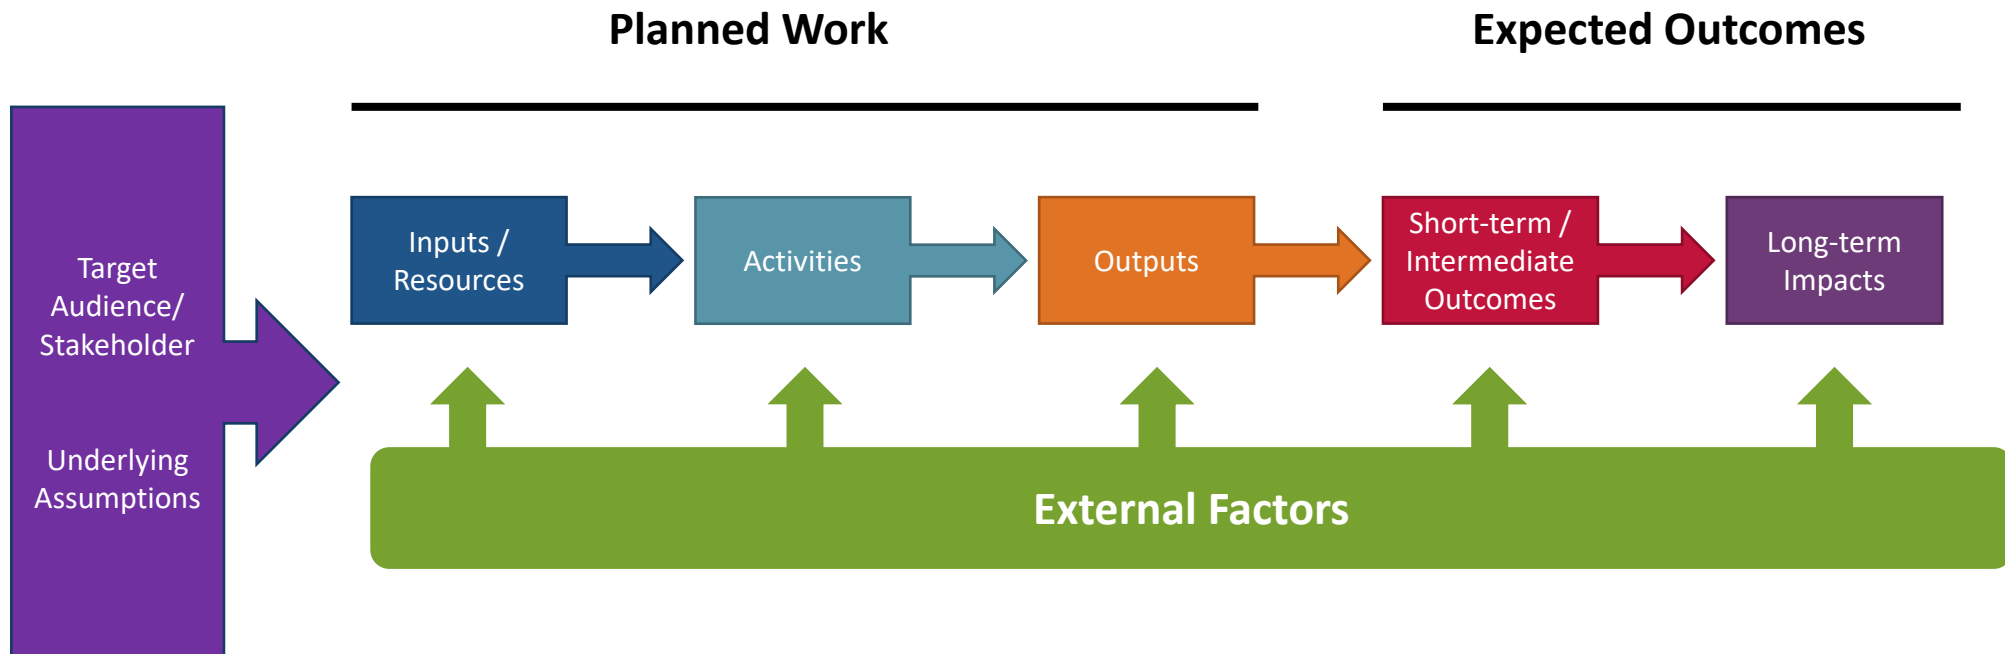 Planned Work
Expected Outcomes
Target
Audience/
Stakeholder
Underlying
Assumptions
Inputs /
Resources
Activities
Outputs
Short-term /
Intermediate
Outcomes
Long-term
Impacts
External Factors